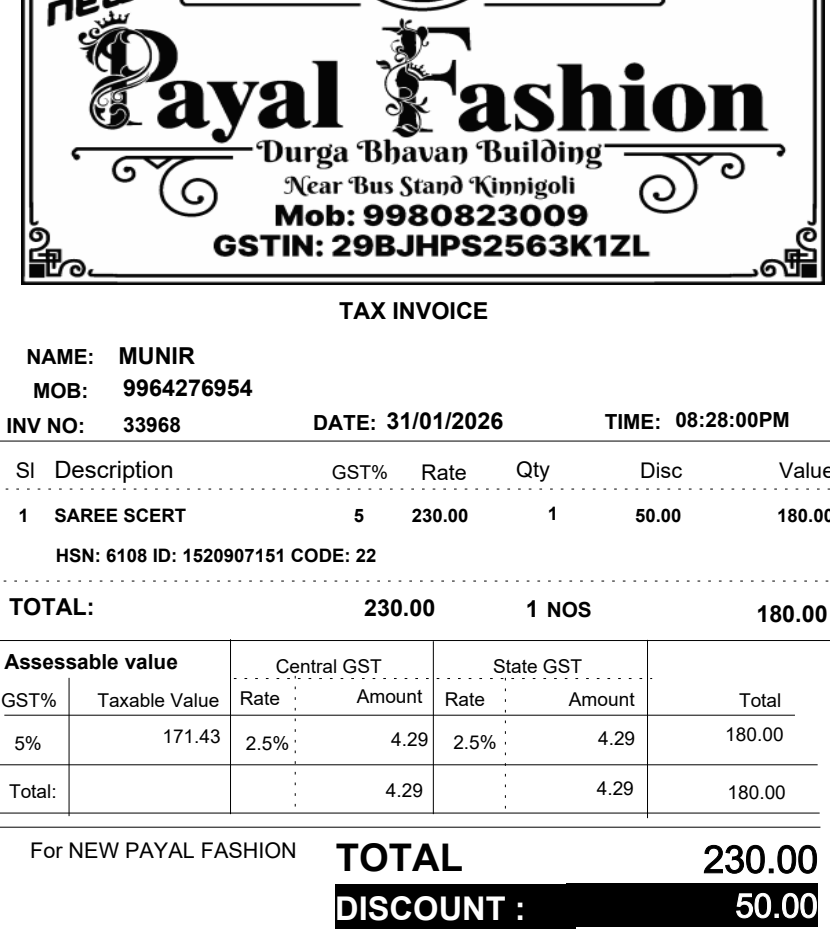 new
Payal Fashion
Durga Bhavan Building
Near Bus Stand Kinnigoli
Mob: 9980823009
GSTIN: 29BJHPS2563K1ZL
TAX INVOICE
NAME: MUNIR
MOB: 9964276954
INV NO: 33968 DATE: 31/01/2026 TIME: 08:28:00PM
Sl Description GST% Rate Qty Disc Value
1 SAREE SCERT 5 230.00 1 50.00 180.00
HSN: 6108 ID: 1520907151 CODE: 22
TOTAL: 230.00 1 NOS 180.00
Assessable value Central GST State GST
GST% Taxable Value Rate Amount Rate Amount Total
5% 171.43 2.5% 4.29 2.5% 4.29 180.00
Total: 4.29 4.29 180.00
For NEW PAYAL FASHION TOTAL 230.00
DISCOUNT : 50.00